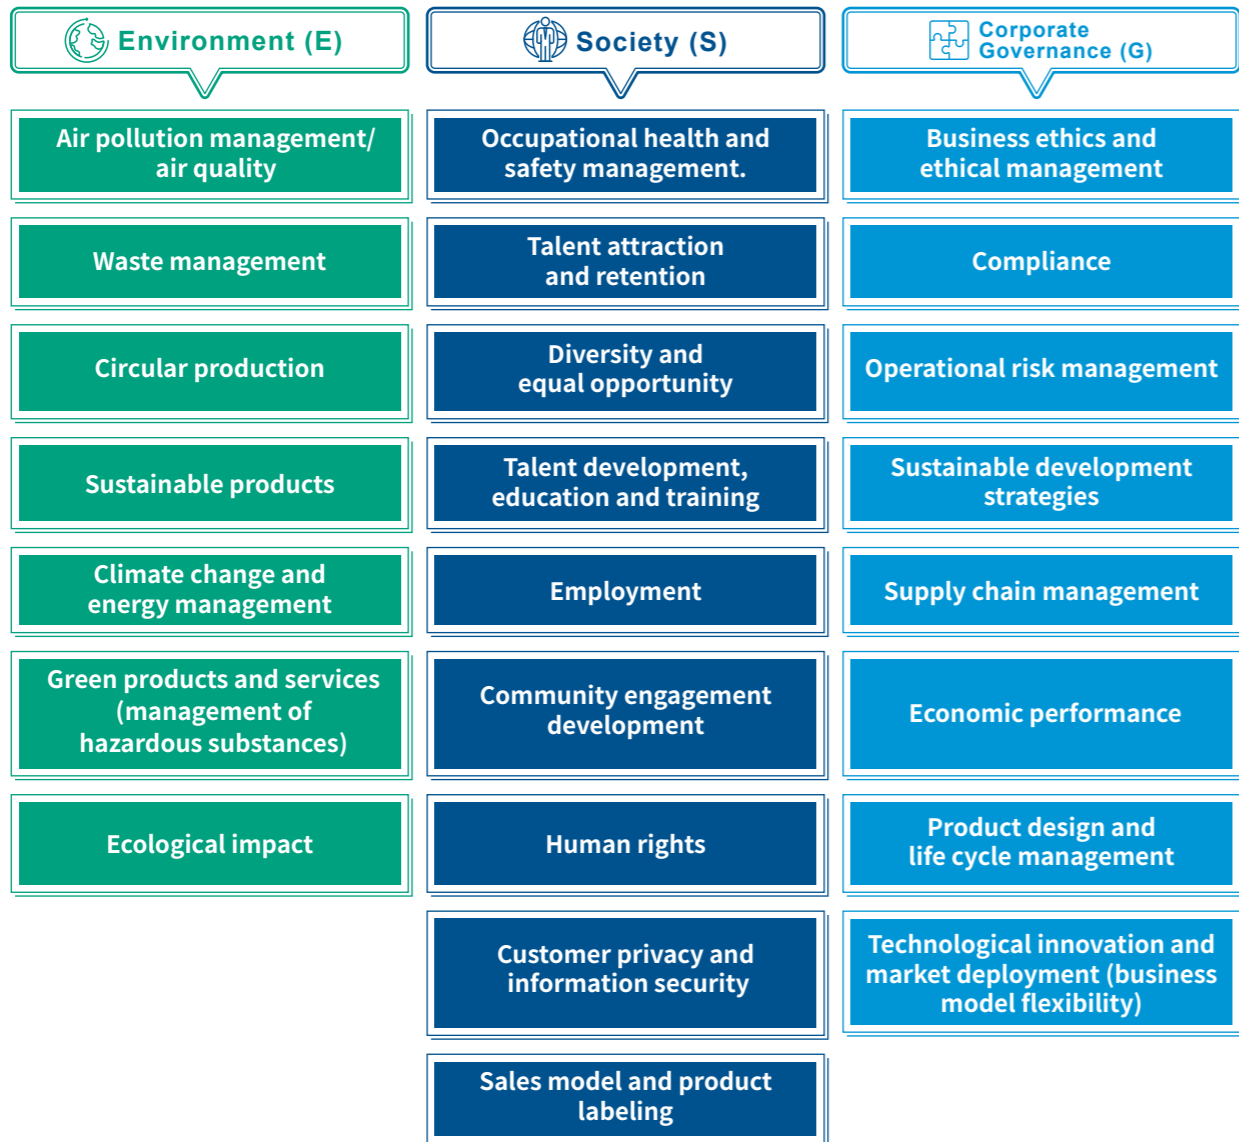 Environment (E)
Air pollution management/
air quality
Waste management
Circular production
Sustainable products
Climate change and
energy management
Green products and services
(management of
hazardous substances)
Ecological impact
Society (S)
Occupational health and
safety management.
Talent attraction
and retention
Diversity and
equal opportunity
Talent development,
education and training
Employment
Community engagement
development
Human rights
Customer privacy and
information security
Sales model and product
labeling
Corporate
Governance (G)
Business ethics and
ethical management
Compliance
Operational risk management
Sustainable development
strategies
Supply chain management
Economic performance
Product design and
life cycle management
Technological innovation and
market deployment (business
model flexibility)